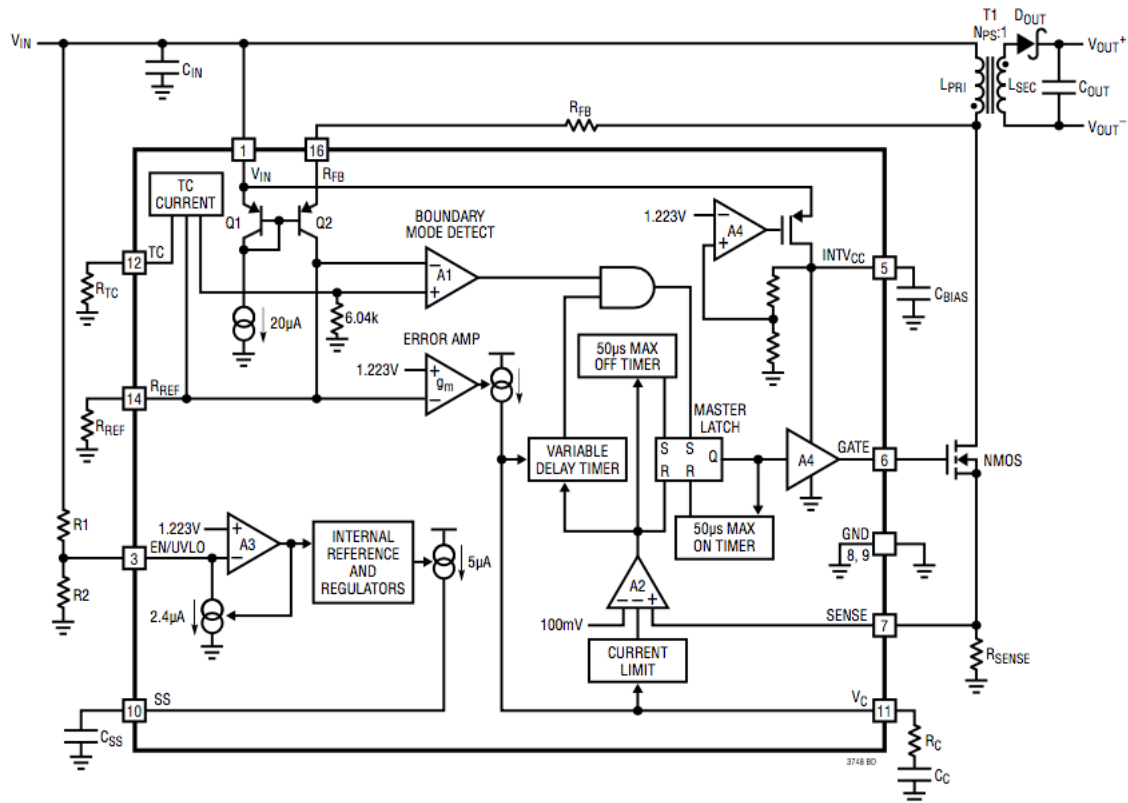 T1
NPS:1
DOUT
VIN
CIN
LPRI
LSEC
COUT
VOUT+
VOUT–
RFB
1
16
VIN
RFB
TC
CURRENT
Q1
Q2
BOUNDARY
MODE DETECT
1.223V
–
+
A4
12
TC
RTC
–
+
A1
INTVCC
5
CBIAS
20µA
6.04k
ERROR AMP
1.223V
+
–
gm
50µs MAX
OFF TIMER
14
RREF
RREF
MASTER
LATCH
VARIABLE
DELAY TIMER
S
S
R
R
Q
A4
GATE
6
NMOS
R1
1.223V
+
–
A3
3
EN/UVLO
INTERNAL
REFERENCE
AND
REGULATORS
5µA
50µs MAX
ON TIMER
GND
8, 9
R2
2.4µA
A2
– – +
100mV
SENSE
7
CURRENT
LIMIT
RSENSE
10
SS
CSS
VC
11
RC
CC
3748 BD